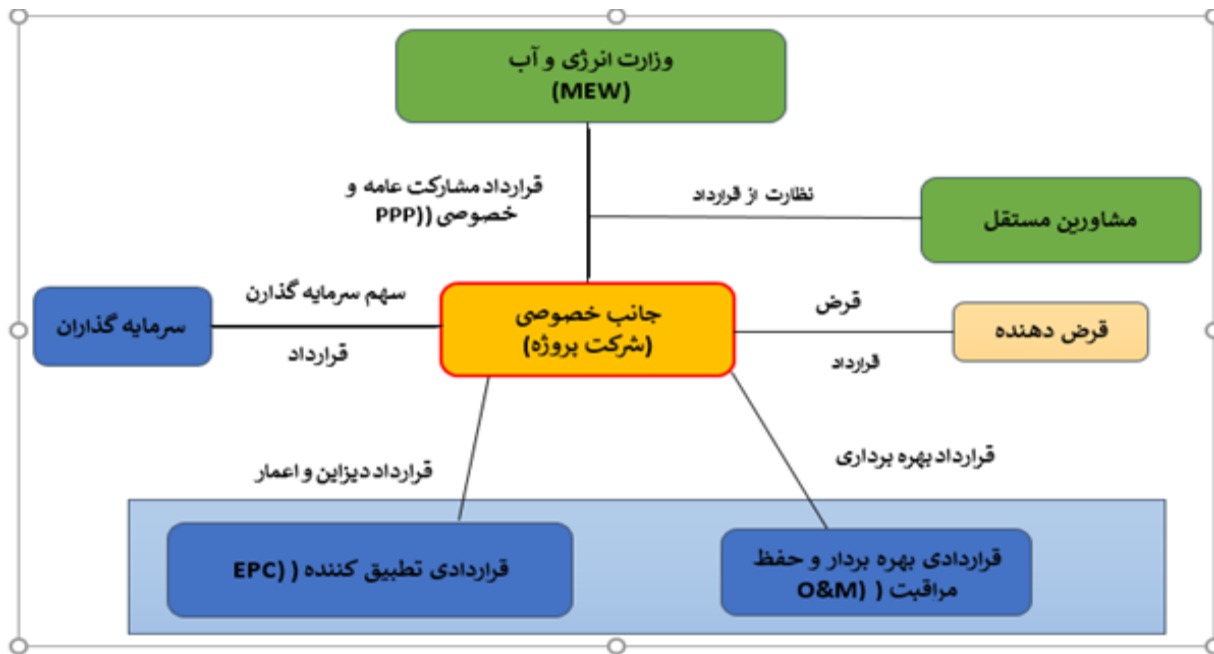 وزارت انرژی و آب
(MEW)
قرارداد مشارکت عامه و
خصوصی ((PPP
نظارت از قرارداد
مشاورین مستقل
سهم سرمایه گذارن
سرمایه گذاران
قرارداد
جانب خصوصی
(شرکت پروژه)
قرض
قرض دهنده
قرارداد
قرارداد بهره برداری
قرارداد دیزاین و اعمار
قراردادی بهره بردار و حفظ
مراقبت ( (O&M
قراردادی تطبیق کننده ( (EPC